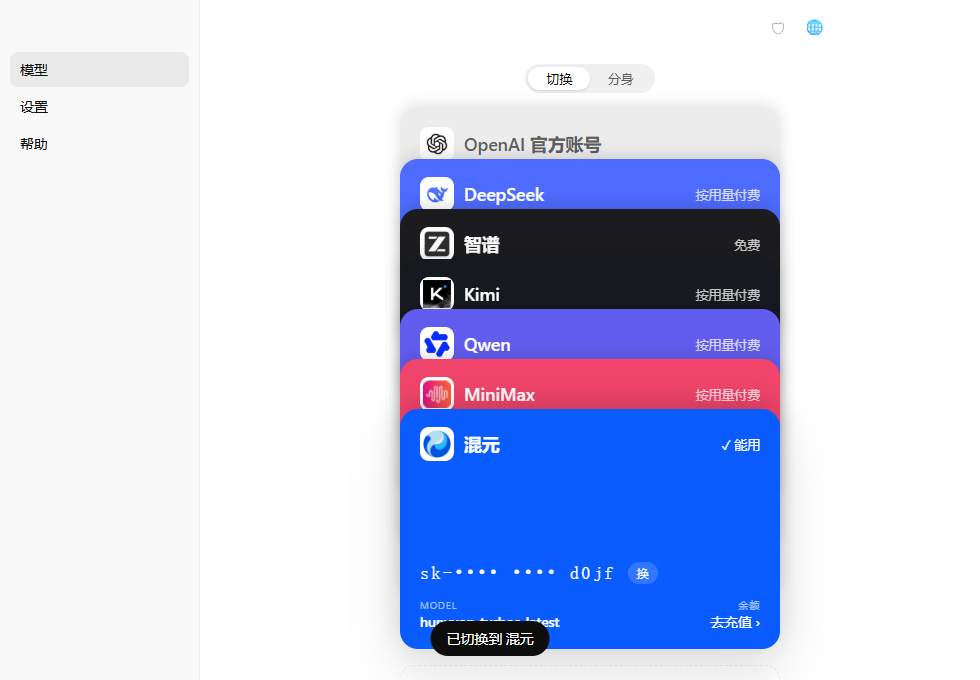 模型
设置
帮助
切换 分身
OpenAI 官方账号
DeepSeek 按用量付费
智谱 免费
Kimi 按用量付费
Qwen 按用量付费
MiniMax 按用量付费
混元 ✓ 能用
sk-•••• •••• d0jf 换
MODEL 余额
去充值 ›
已切换到 混元